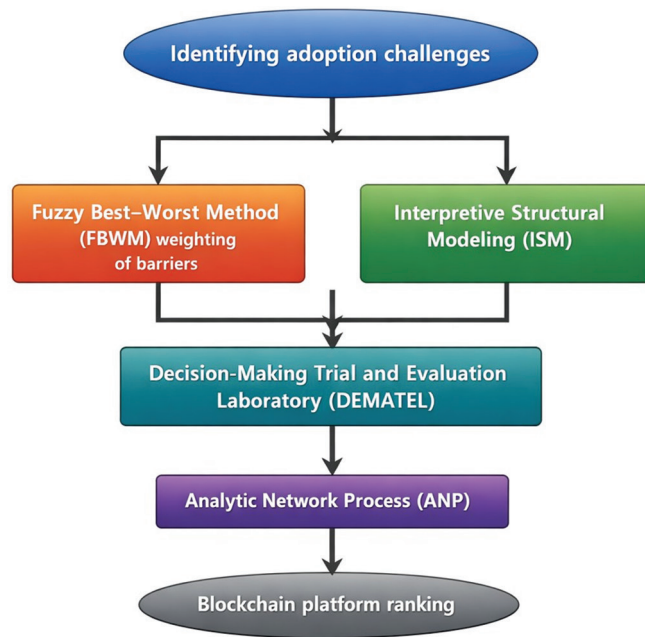 Identifying adoption challenges
Fuzzy Best–Worst Method
(FBWM) weighting
of barriers
Interpretive Structural
Modeling (ISM)
Decision-Making Trial and Evaluation
Laboratory (DEMATEL)
Analytic Network Process (ANP)
Blockchain platform ranking